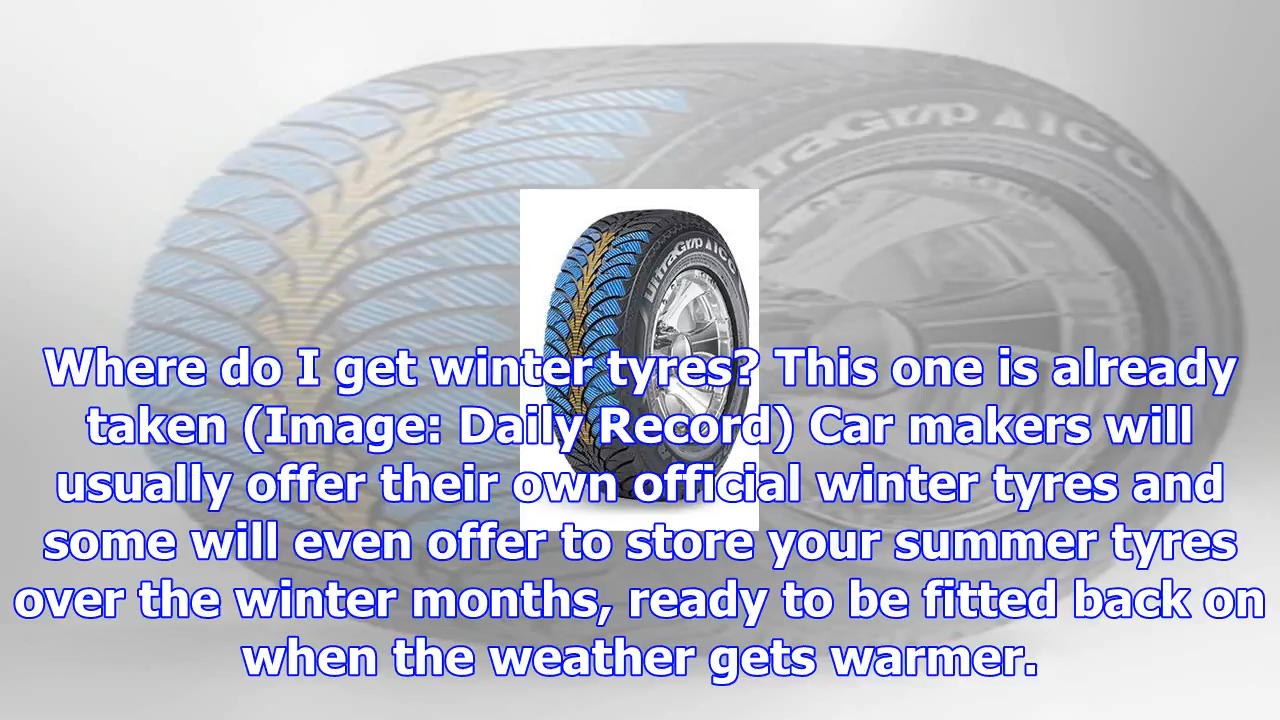 UltraGrip ICE
Where do I get winter tyres? This one is already
taken (Image: Daily Record) Car makers will
usually offer their own official winter tyres and
some will even offer to store your summer tyres
over the winter months, ready to be fitted back on
when the weather gets warmer.